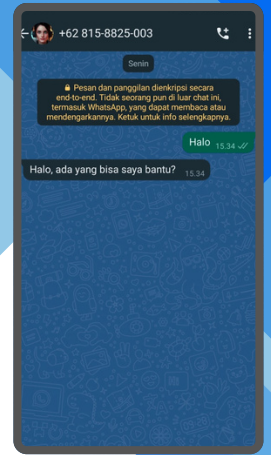 +62 815-8825-003
Senin
Pesan dan panggilan dienkripsi secara
end-to-end. Tidak seorang pun di luar chat ini,
termasuk WhatsApp, yang dapat membaca atau
mendengarkannya. Ketuk untuk info selengkapnya.
Halo 15.34
Halo, ada yang bisa saya bantu? 15.34